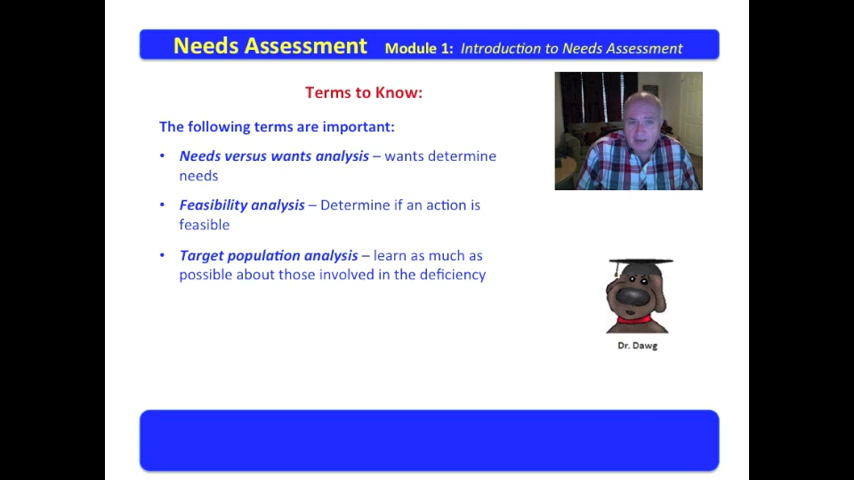 Needs Assessment Module 1: Introduction to Needs Assessment
Terms to Know:
The following terms are important:
• Needs versus wants analysis – wants determine
needs
• Feasibility analysis – Determine if an action is
feasible
• Target population analysis – learn as much as
possible about those involved in the deficiency
Dr. Dawg